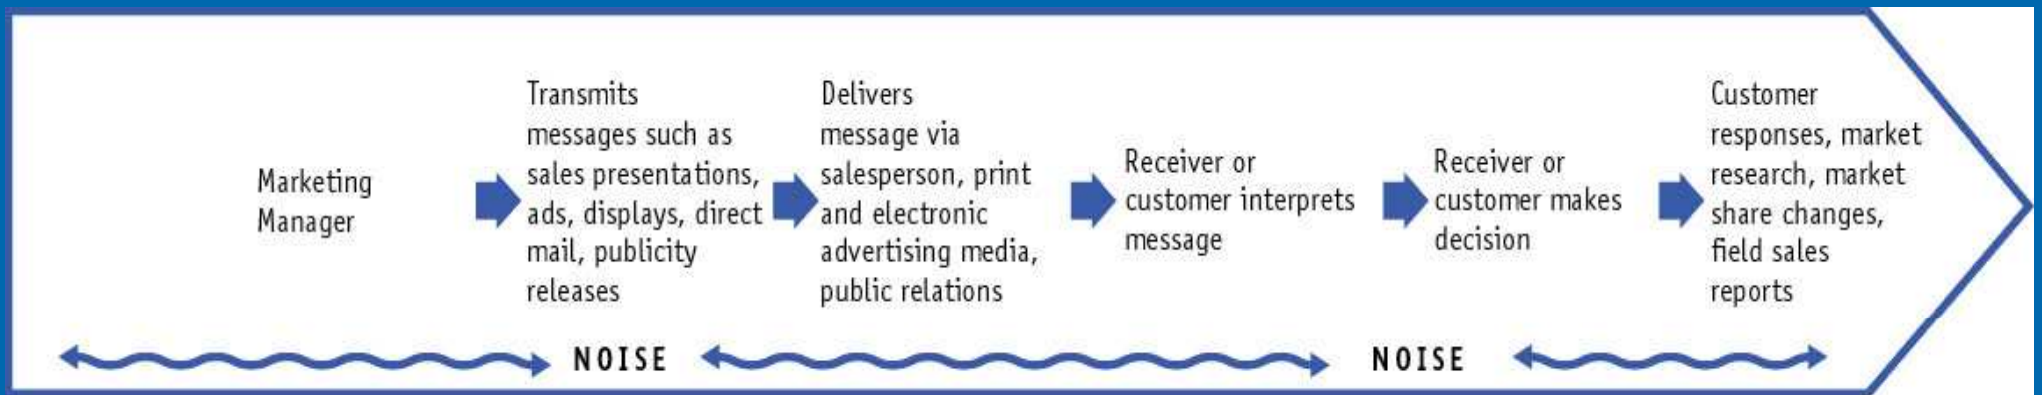 Marketing
Manager
Transmits
messages such as
sales presentations,
ads, displays, direct
mail, publicity
releases
Delivers
message via
salesperson, print
and electronic
advertising media,
public relations
Receiver or
customer interprets
message
Receiver or
customer makes
decision
Customer
responses, market
research, market
share changes,
field sales
reports
NOISE
NOISE